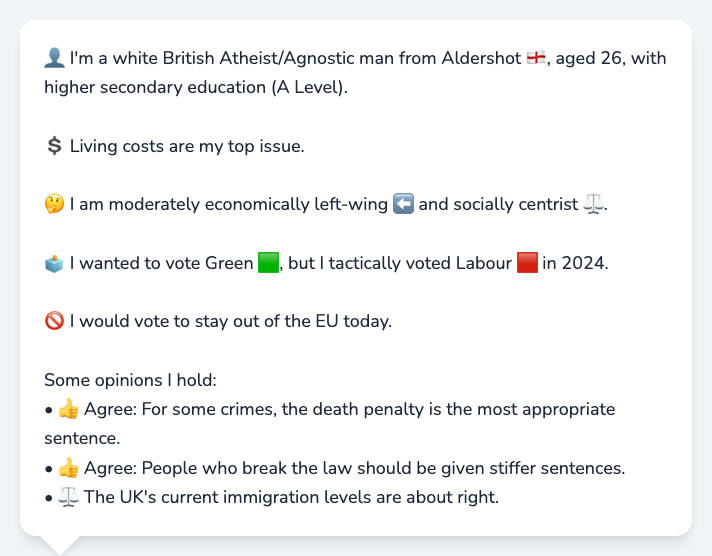 👤 I'm a white British Atheist/Agnostic man from Aldershot 🏴󠁧󠁢󠁥󠁮󠁧󠁿, aged 26, with
higher secondary education (A Level).
💲 Living costs are my top issue.
🤔 I am moderately economically left-wing ⬅️ and socially centrist ⚖️.
🗳️ I wanted to vote Green 🟩, but I tactically voted Labour 🟥 in 2024.
🚫 I would vote to stay out of the EU today.
Some opinions I hold:
• 👍 Agree: For some crimes, the death penalty is the most appropriate
sentence.
• 👍 Agree: People who break the law should be given stiffer sentences.
• ⚖️ The UK's current immigration levels are about right.